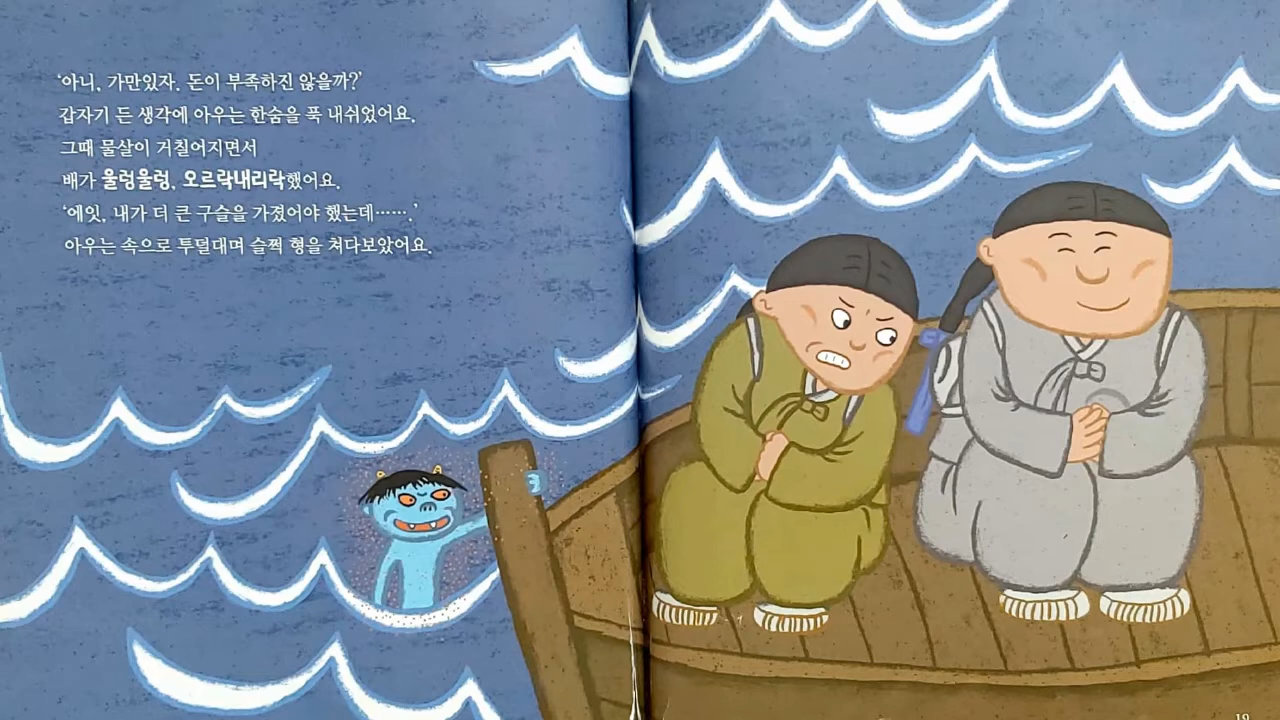 ‘아니, 가만있자. 돈이 부족하진 않을까?’
갑자기 든 생각에 아우는 한숨을 푹 내쉬었어요.
그때 물살이 거칠어지면서
배가 울렁울렁, 오르락내리락했어요.
‘에잇, 내가 더 큰 구슬을 가졌어야 했는데…….’
아우는 속으로 투덜대며 슬쩍 형을 쳐다보았어요.
19